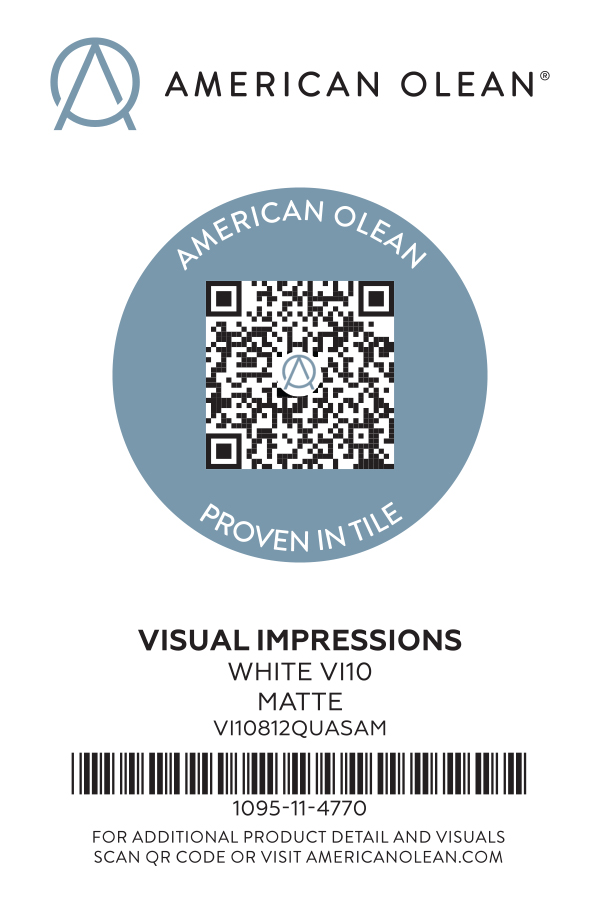 AMERICAN OLEAN®
AMERICAN OLEAN
PROVEN IN TILE
VISUAL IMPRESSIONS
WHITE VI10
MATTE
VI10812QUASAM
1095-11-4770
FOR ADDITIONAL PRODUCT DETAIL AND VISUALS
SCAN QR CODE OR VISIT AMERICANOLEAN.COM